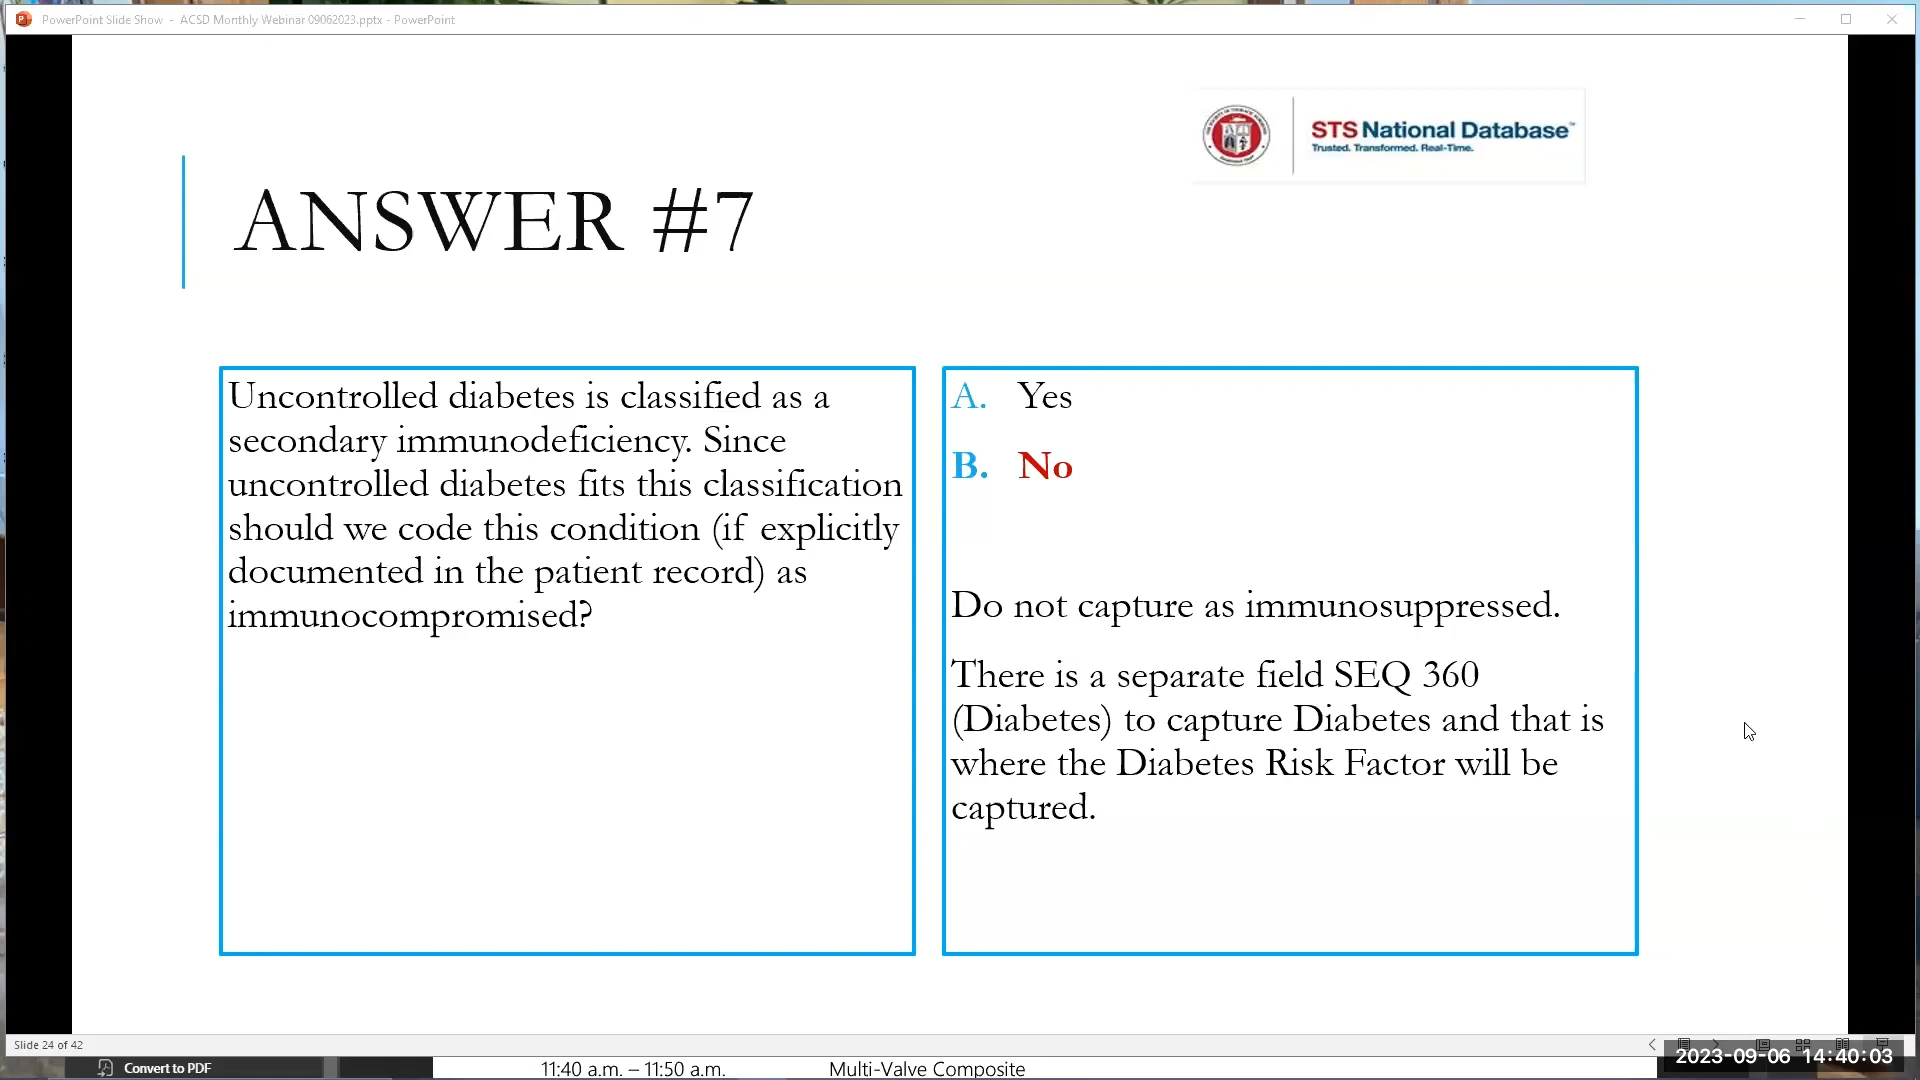 PowerPoint Slide Show - ACSD Monthly Webinar 09062023.pptx - PowerPoint
STS National Database™
Trusted. Transformed. Real-Time.
ANSWER #7
Uncontrolled diabetes is classified as a
secondary immunodeficiency. Since
uncontrolled diabetes fits this classification
should we code this condition (if explicitly
documented in the patient record) as
immunocompromised?
A. Yes
B. No
Do not capture as immunosuppressed.
There is a separate field SEQ 360
(Diabetes) to capture Diabetes and that is
where the Diabetes Risk Factor will be
captured.
Slide 24 of 42
2023-09-06 14:40:03
Convert to PDF
11:40 a.m. – 11:50 a.m.
Multi-Valve Composite